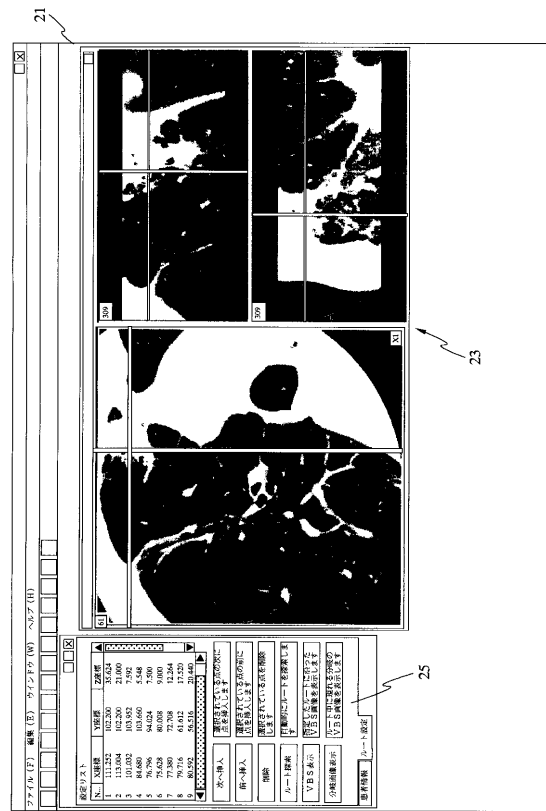 21
ファイル (F) 編集 (E) ウインドウ (W) ヘルプ (H)
設定リスト
N.. X座標 Y座標 Z座標
1 111.252 102.200 35.624
2 113.004 102.200 21.000
3 111.032 110.952 7.592
4 84.680 103.660 5.548
5 76.796 94.024 7.500
6 75.628 80.008 9.000
7 77.380 72.708 12.264
8 79.716 61.612 17.520
9 80.592 56.516 20.440
次へ挿入 選択されている点の次に
点を挿入します
前へ挿入 選択されている点の前に
点を挿入します
削除 選択されている点を削除
します
ルート探索 自動的にルートを探索しま
す
VBS表示 設定したルートに沿った
VBS画像を表示します
分岐画像表示 ルート中に現れる分岐の
VBS画像を表示します
患者情報 ルート設定
25
61
X1
309
309
23